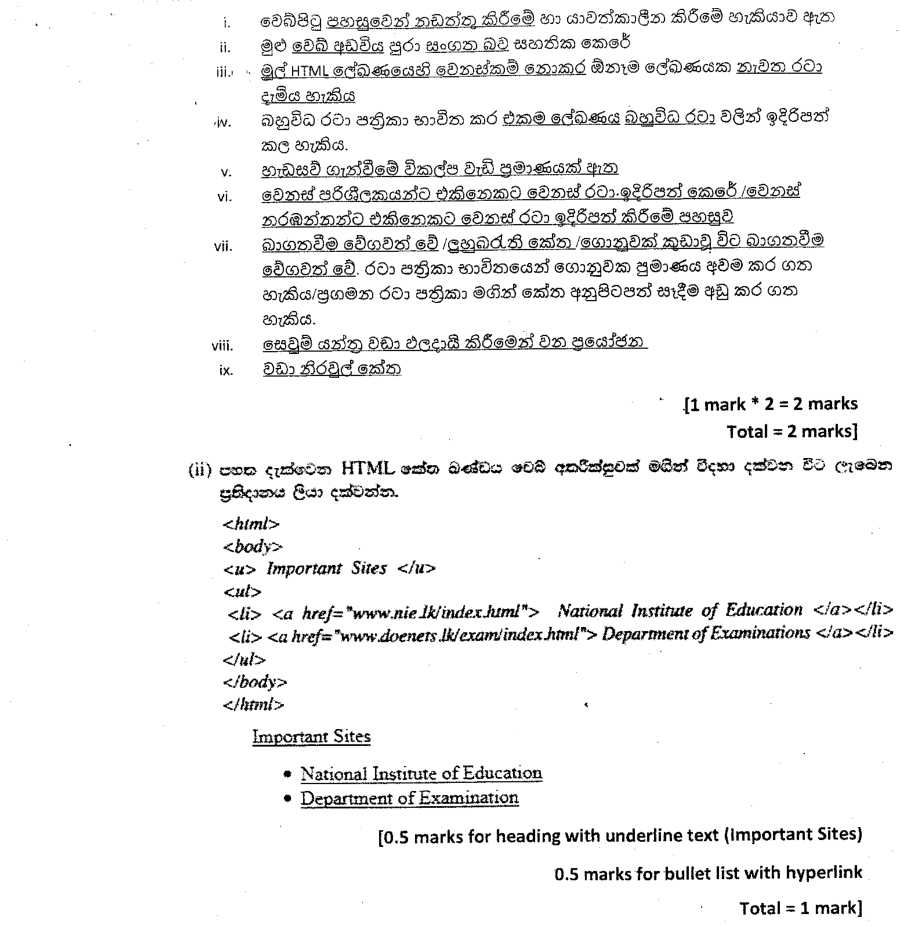 i. වෙබ්පිටු පහසුවෙන් නඩත්තු කිරීමේ හා යාවත්කාලීන කිරීමේ හැකියාව ඇත
ii. මුළු වෙබ් අඩවිය පුරා සංගත බව සහතික කෙරේ
iii. මුල් HTML ලේඛණයෙහි වෙනස්කම් නොකර ඕනෑම ලේඛණයක නැවත රටා
දැමිය හැකිය
iv. බහුවිධ රටා පත්‍රිකා භාවිත කර එකම ලේඛණය බහුවිධ රටා වලින් ඉදිරිපත්
කල හැකිය.
v. හැඩසව් ගැන්වීමේ විකල්ප වැඩි ප්‍රමාණයක් ඇත
vi. වෙනස් පරිශීලකයන්ට එකිනෙකට වෙනස් රටා ඉදිරිපත් කෙරේ /වෙනස්
නරඹන්නන්ට එකිනෙකට වෙනස් රටා ඉදිරිපත් කිරීමේ පහසුව
vii. බාගතවීම වේගවත් වේ /ලුහුබරැති කේත /ගොනුවක් කුඩාවූ විට බාගතවීම
වේගවත් වේ. රටා පත්‍රිකා භාවිතයෙන් ගොනුවක ප්‍රමාණය අවම කර ගත
හැකිය/ප්‍රගමන රටා පත්‍රිකා මගින් කේත අනුපිටපත් සෑදීම අඩු කර ගත
හැකිය.
viii. සෙවුම් යන්ත්‍ර වඩා ඵලදායී කිරීමෙන් වන ප්‍රයෝජන
ix. වඩා නිරවුල් කේත
[1 mark * 2 = 2 marks
Total = 2 marks]
(ii) පහත දැක්වෙන HTML කේත ඛණ්ඩය වෙබ් අතරික්සුවක් මගින් විදහා දක්වන විට ලැබෙන
ප්‍රතිදානය ලියා දක්වන්න.
<html>
<body>
<u> Important Sites </u>
<ul>
<li> <a href="www.nie.lk/index.html"> National Institute of Education </a></li>
<li> <a href="www.doenets.lk/exam/index.html"> Department of Examinations </a></li>
</ul>
</body>
</html>
Important Sites
• National Institute of Education
• Department of Examination
[0.5 marks for heading with underline text (Important Sites)
0.5 marks for bullet list with hyperlink
Total = 1 mark]